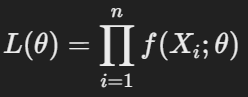 L(θ) = ∏_{i=1}^{n} f(X_i; θ)